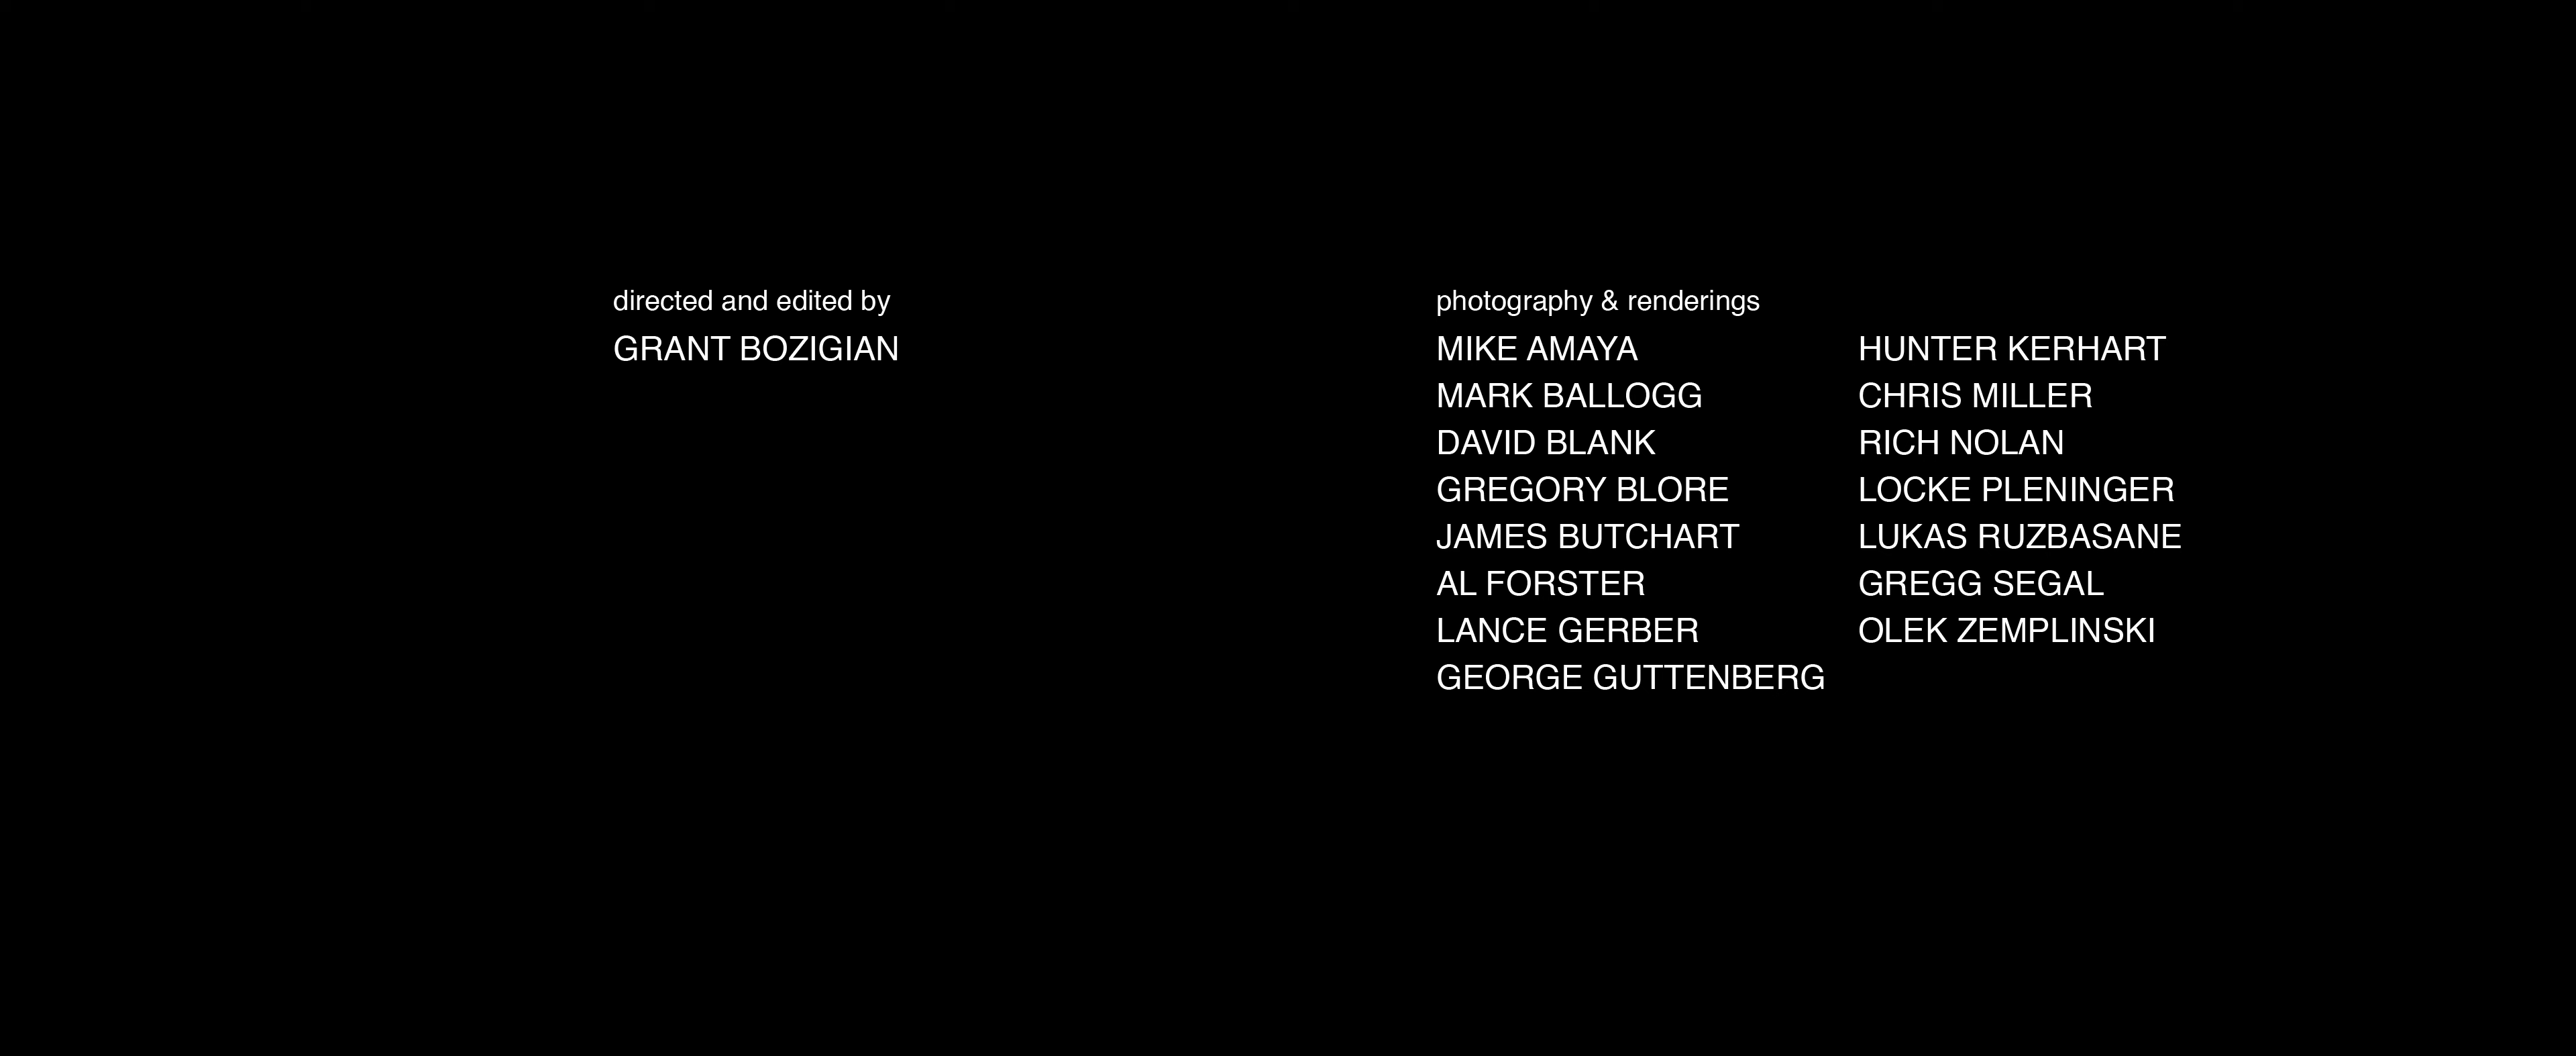 directed and edited by
GRANT BOZIGIAN
photography & renderings
MIKE AMAYA
MARK BALLOGG
DAVID BLANK
GREGORY BLORE
JAMES BUTCHART
AL FORSTER
LANCE GERBER
GEORGE GUTTENBERG
HUNTER KERHART
CHRIS MILLER
RICH NOLAN
LOCKE PLENINGER
LUKAS RUZBASANE
GREGG SEGAL
OLEK ZEMPLINSKI